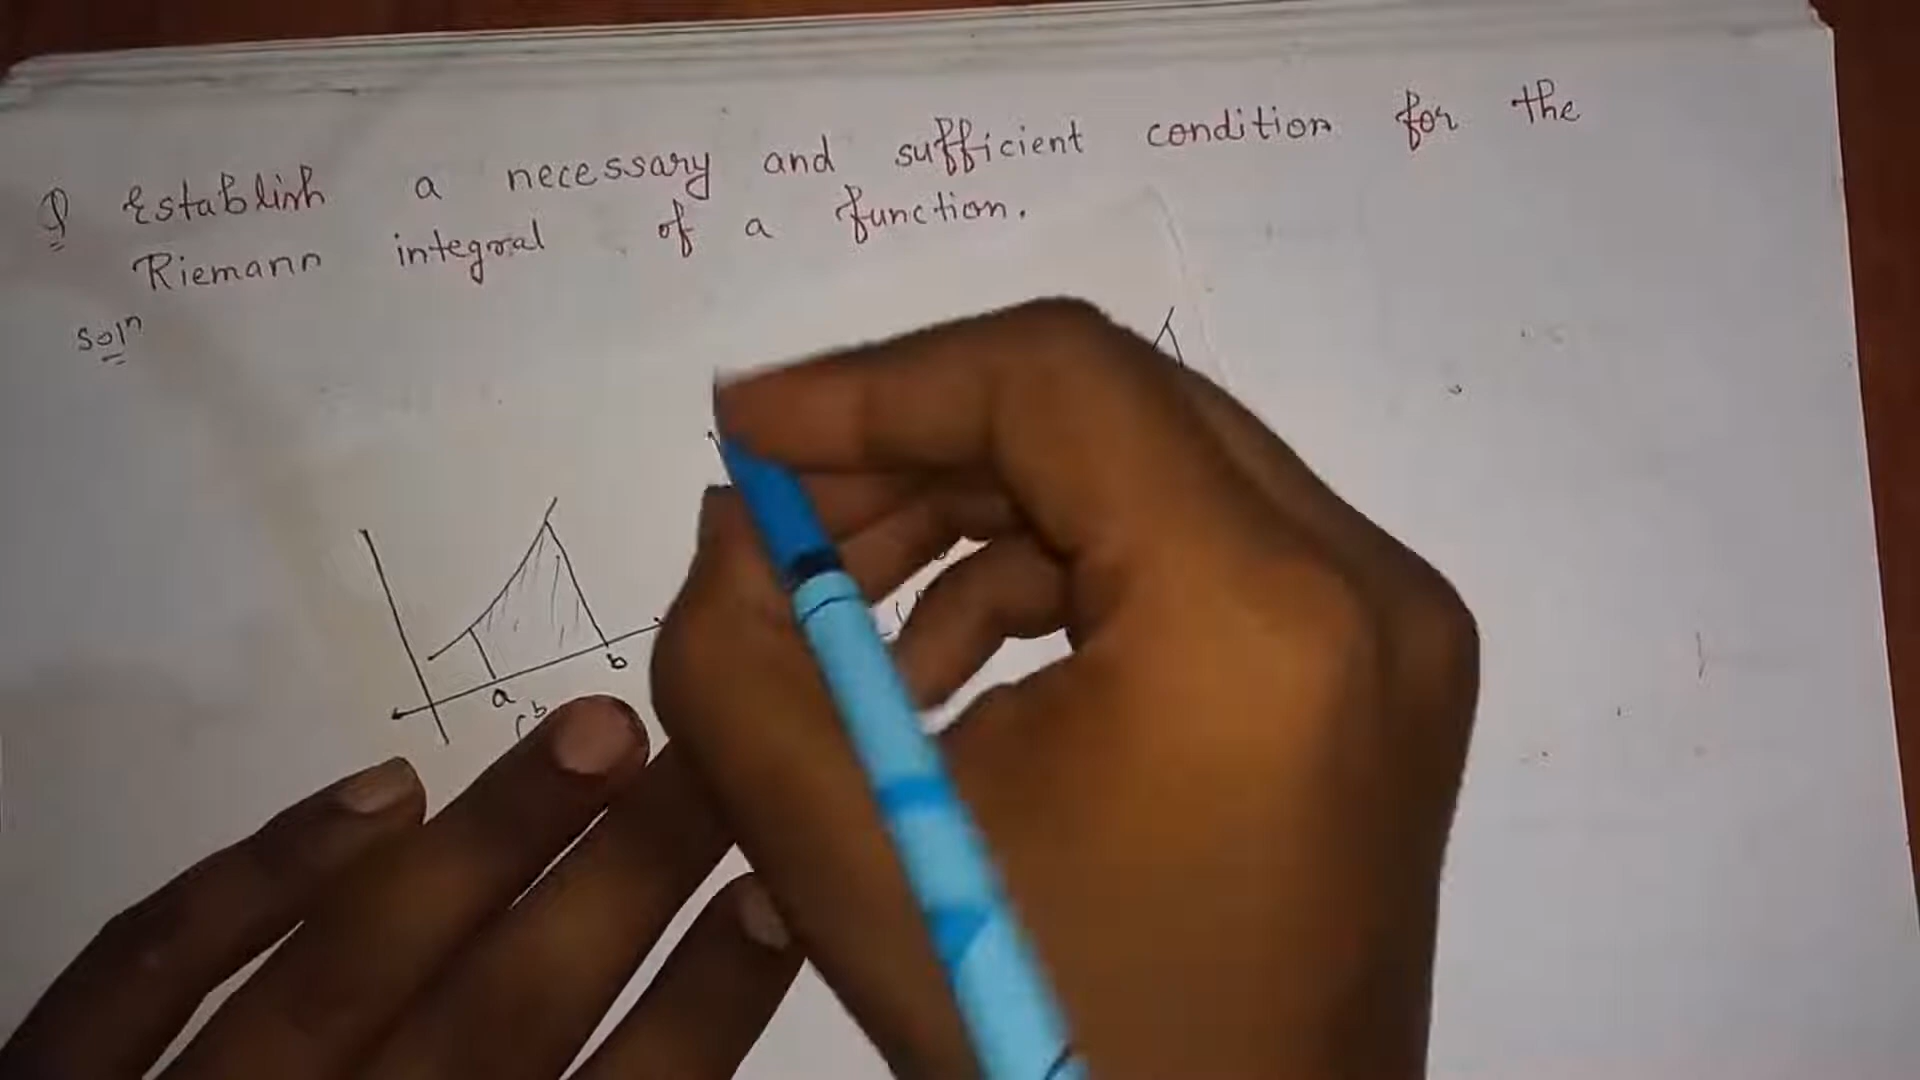 Q Establish a necessary and sufficient condition for the
Riemann integral of a function.
Soln
a
b
∫b